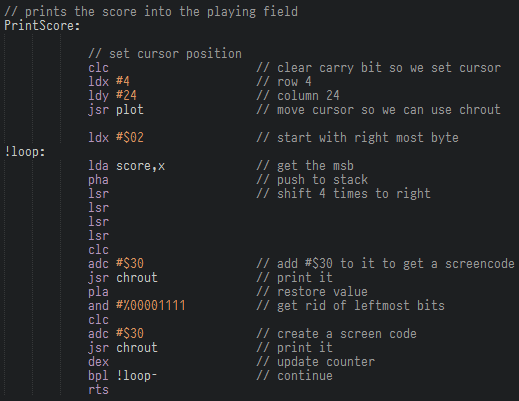 // prints the score into the playing field
PrintScore:
// set cursor position
clc // clear carry bit so we set cursor
ldx #4 // row 4
ldy #24 // column 24
jsr plot // move cursor so we can use chrout
ldx #$02 // start with right most byte
!loop:
lda score,x // get the msb
pha // push to stack
lsr // shift 4 times to right
lsr
lsr
lsr
clc
adc #$30 // add #$30 to it to get a screencode
jsr chrout // print it
pla // restore value
and #%00001111 // get rid of leftmost bits
clc
adc #$30 // create a screen code
jsr chrout // print it
dex // update counter
bpl !loop- // continue
rts